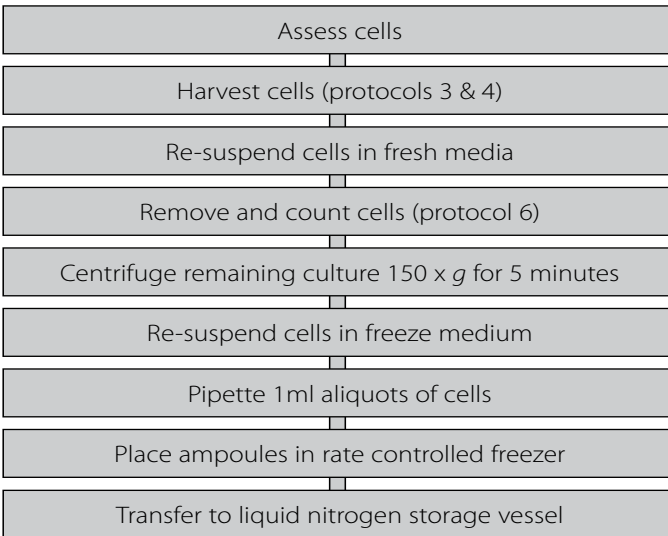 Assess cells
Harvest cells (protocols 3 & 4)
Re-suspend cells in fresh media
Remove and count cells (protocol 6)
Centrifuge remaining culture 150 x g for 5 minutes
Re-suspend cells in freeze medium
Pipette 1ml aliquots of cells
Place ampoules in rate controlled freezer
Transfer to liquid nitrogen storage vessel